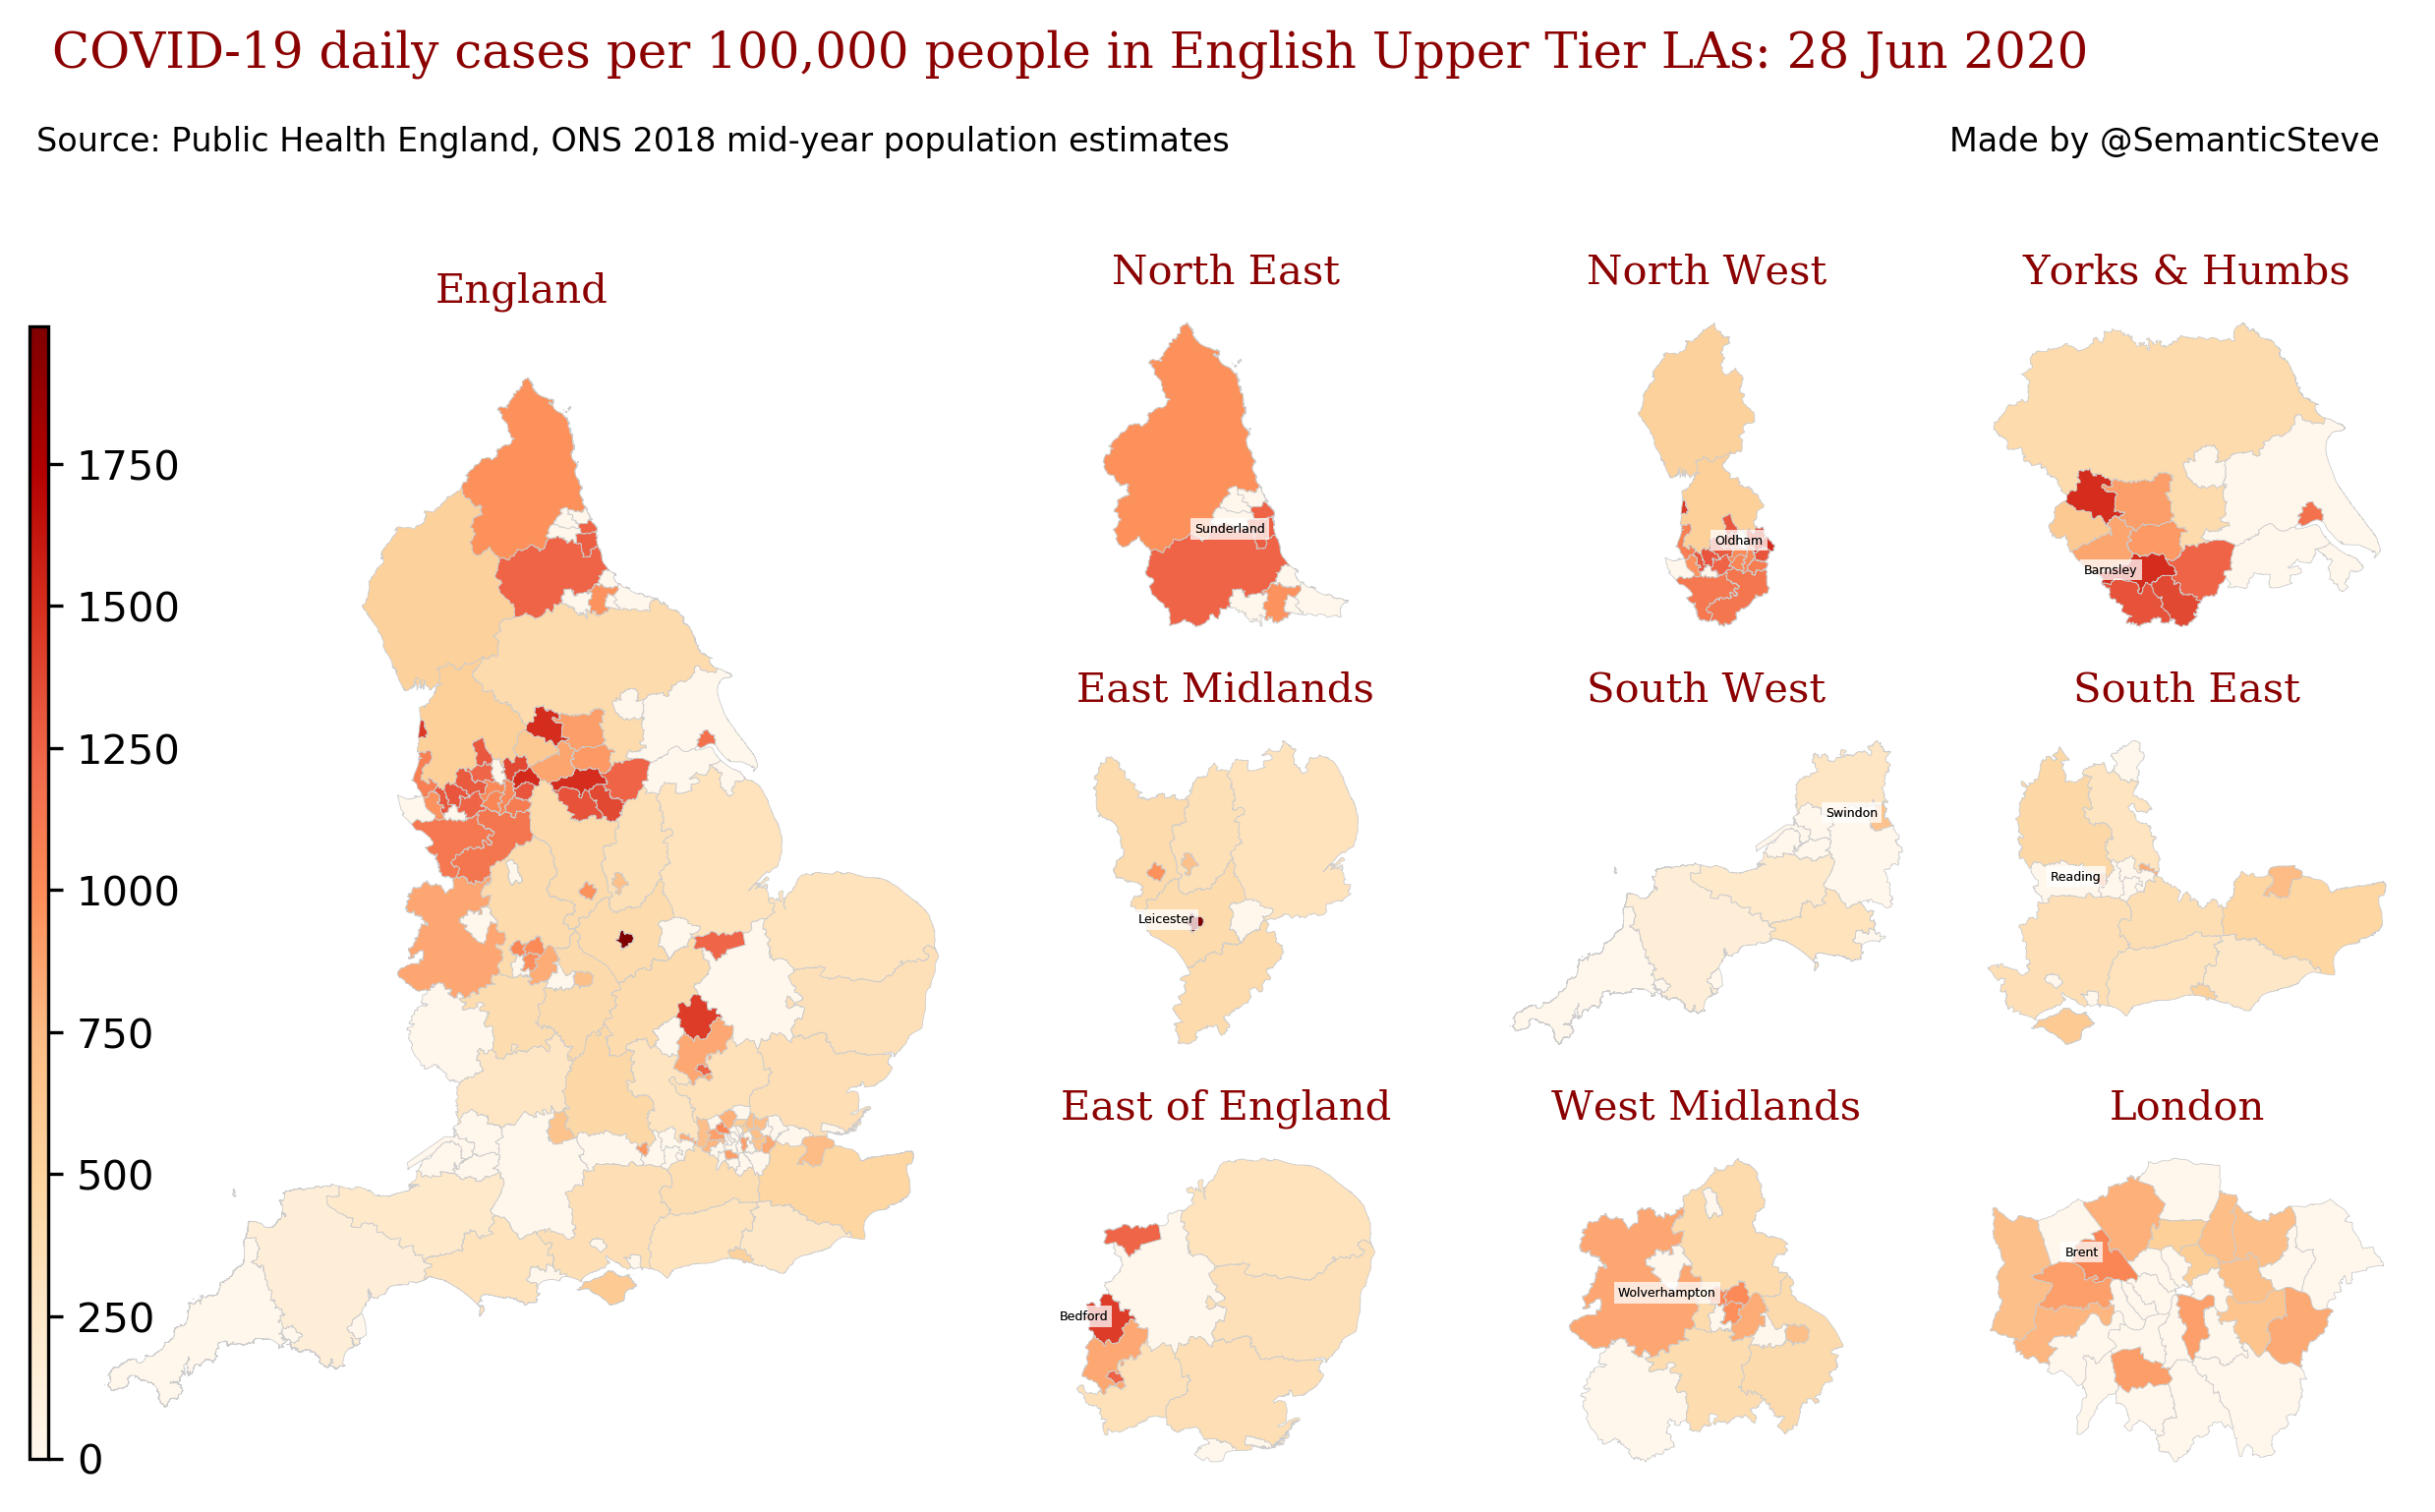 COVID-19 daily cases per 100,000 people in English Upper Tier LAs: 28 Jun 2020
Source: Public Health England, ONS 2018 mid-year population estimates
Made by @SemanticSteve
England
1750
1500
1250
1000
750
500
250
0
North East
Sunderland
North West
Oldham
Yorks & Humbs
Barnsley
East Midlands
Leicester
South West
Swindon
South East
Reading
East of England
Bedford
West Midlands
Wolverhampton
London
Brent